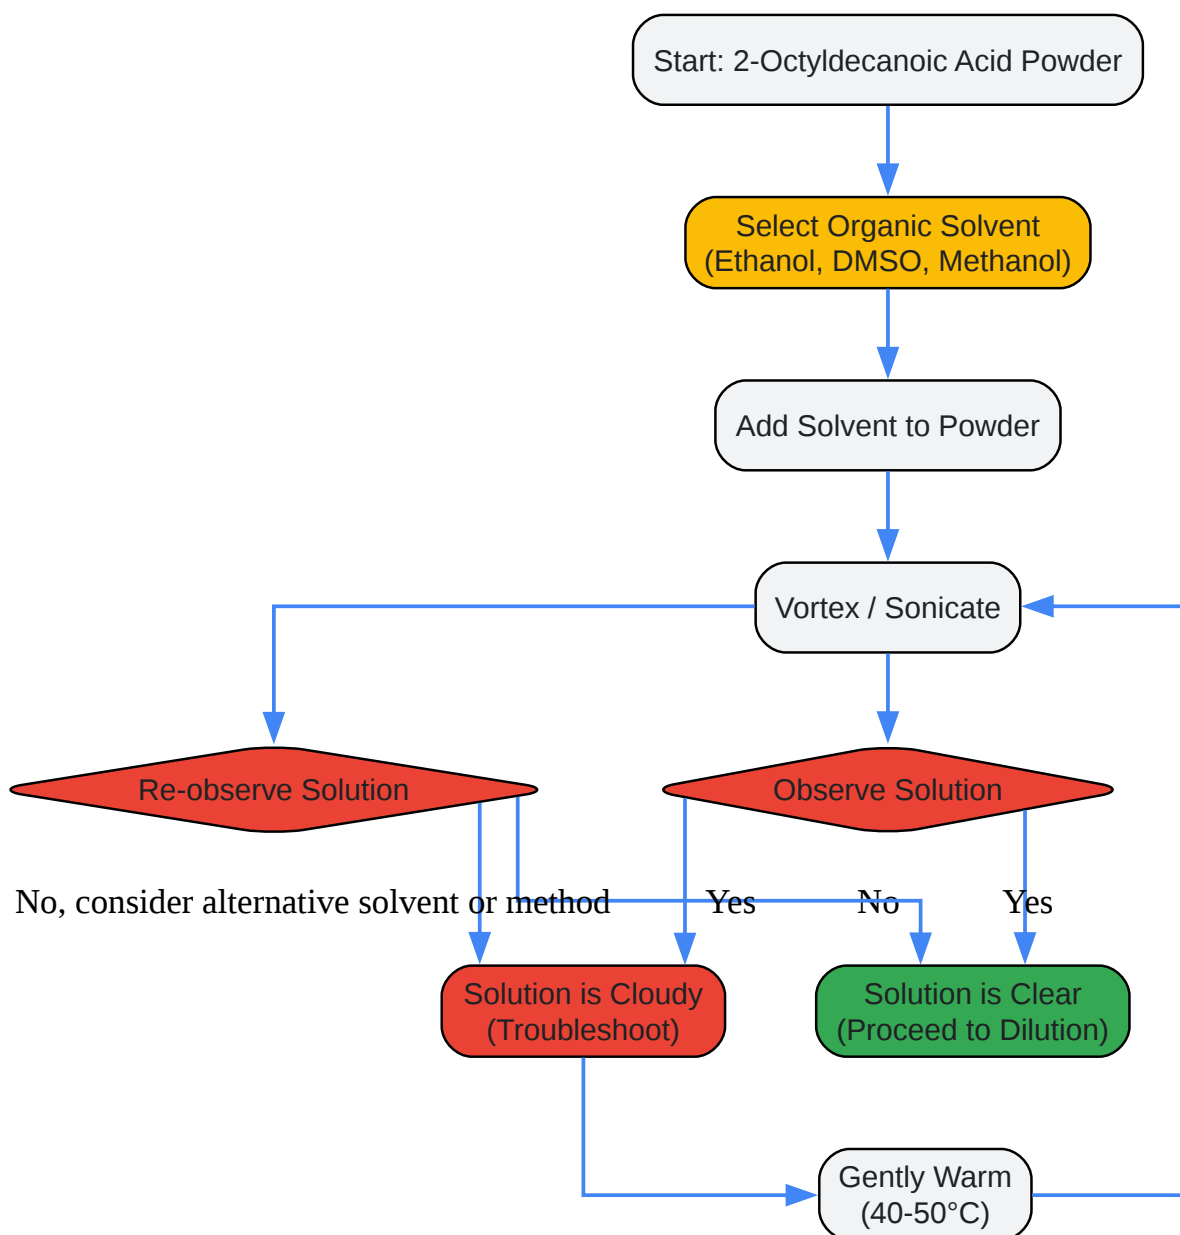 Start: 2-Octyldecanoic Acid Powder
Select Organic Solvent
(Ethanol, DMSO, Methanol)
Add Solvent to Powder
Vortex / Sonicate
Re-observe Solution
Observe Solution
No, consider alternative solvent or method
Yes
No
Yes
Solution is Cloudy
(Troubleshoot)
Solution is Clear
(Proceed to Dilution)
Gently Warm
(40-50°C)